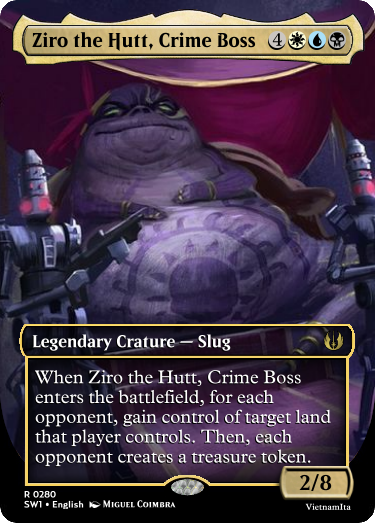 Ziro the Hutt, Crime Boss 4
Legendary Crature — Slug
When Ziro the Hutt, Crime Boss
enters the battlefield, for each
opponent, gain control of target land
that player controls. Then, each
opponent creates a treasure token.
2/8
R 0280
SW1 • English Miguel Coimbra
VietnamIta